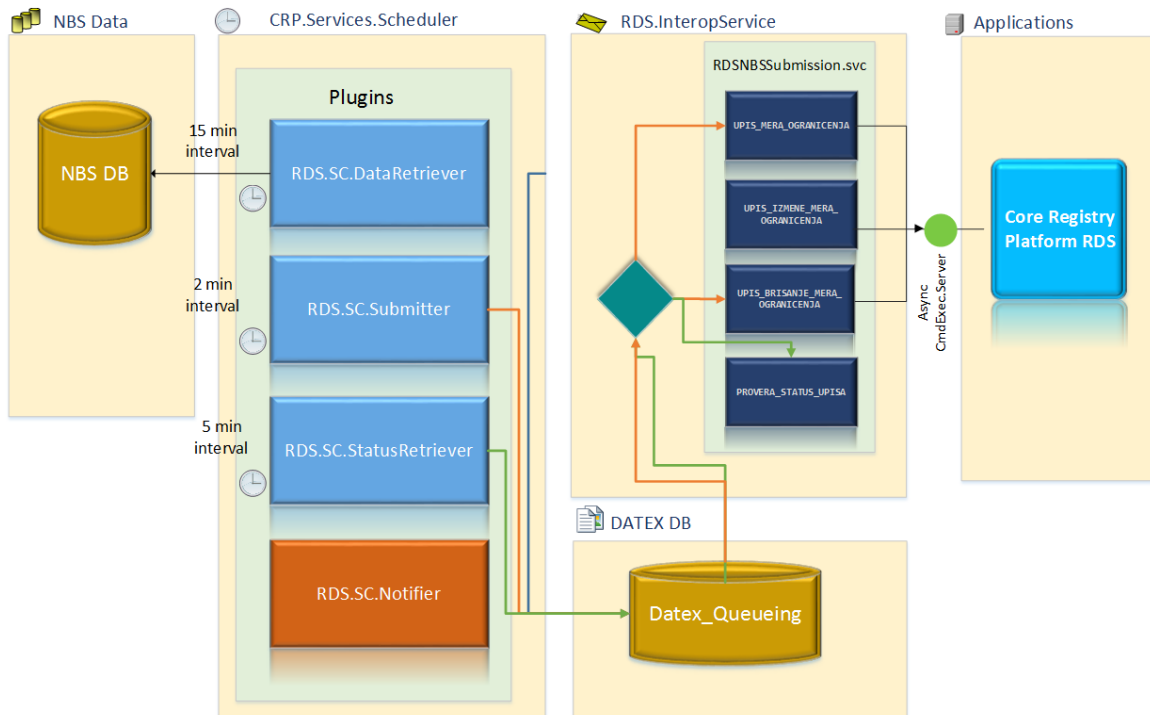 NBS Data
CRP.Services.Scheduler
RDS.InteropService
Applications
NBS DB
Plugins
15 min
interval
RDS.SC.DataRetriever
2 min
interval
RDS.SC.Submitter
5 min
interval
RDS.SC.StatusRetriever
RDS.SC.Notifier
RDSNBSSubmission.svc
UPIS_MERA_OGRANICENJA
UPIS_IZMENE_MERA_
OGRANICENJA
UPIS_BRISANJE_MERA_
OGRANICENJA
PROVERA_STATUS_UPISA
Async
CmdExec.Server
Core Registry
Platform RDS
DATEX DB
Datex_Queueing